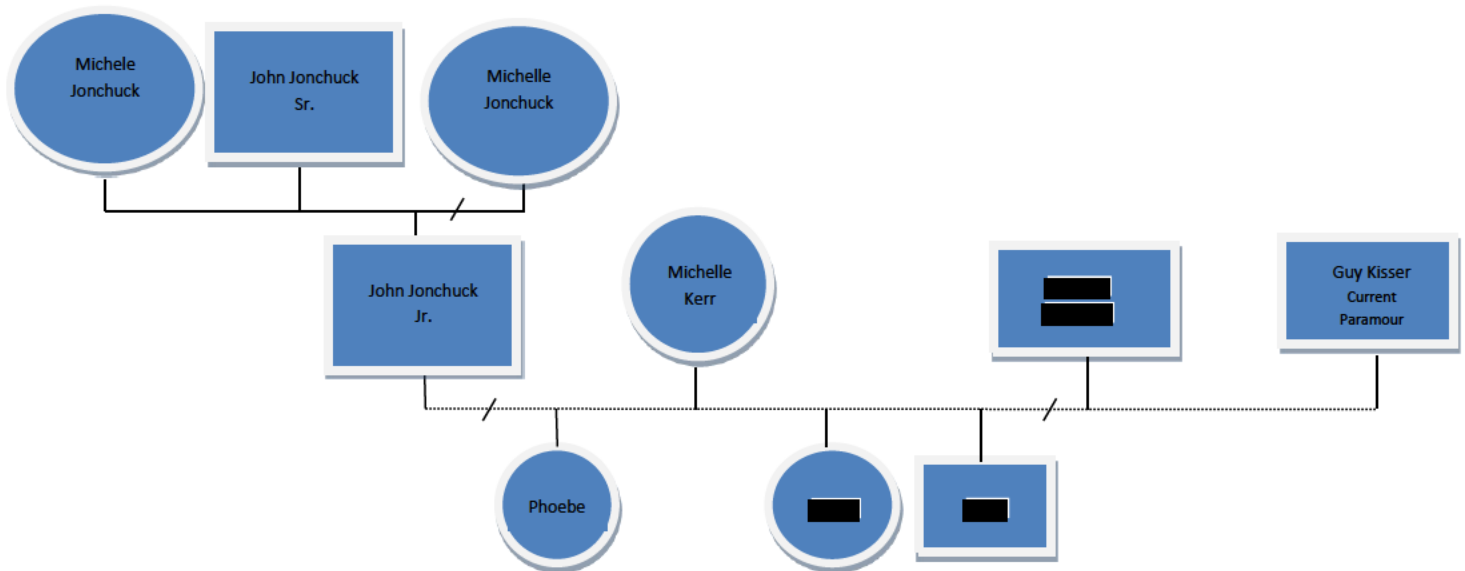 Michele
Jonchuck
John Jonchuck
Sr.
Michelle
Jonchuck
John Jonchuck
Jr.
Michelle
Kerr
Guy Kisser
Current
Paramour
Phoebe